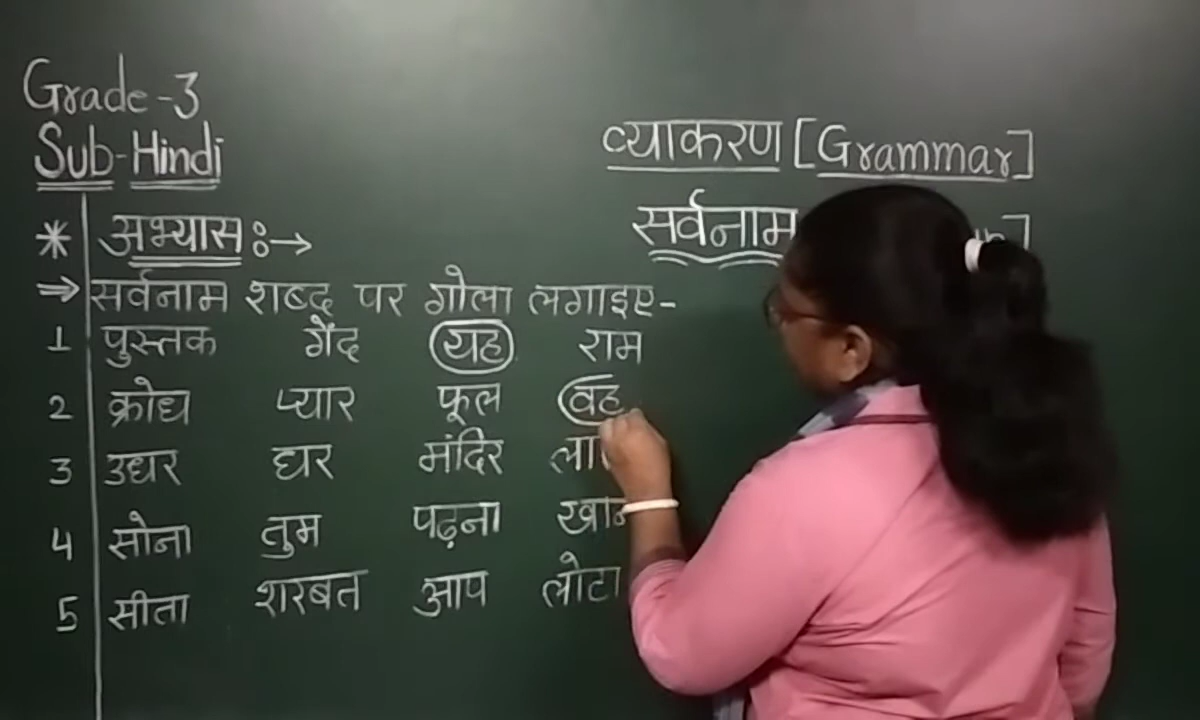 Grade-3
Sub-Hindi
व्याकरण [Grammar]
सर्वनाम
* अभ्यास :→
⇒ सर्वनाम शब्द पर गोला लगाइए-
1 पुस्तक गेंद यह राम
2 क्रोध प्यार फूल वह
3 उधर घर मंदिर
4 सोना तुम पढ़ना
5 सीता शरबत आप लोटा